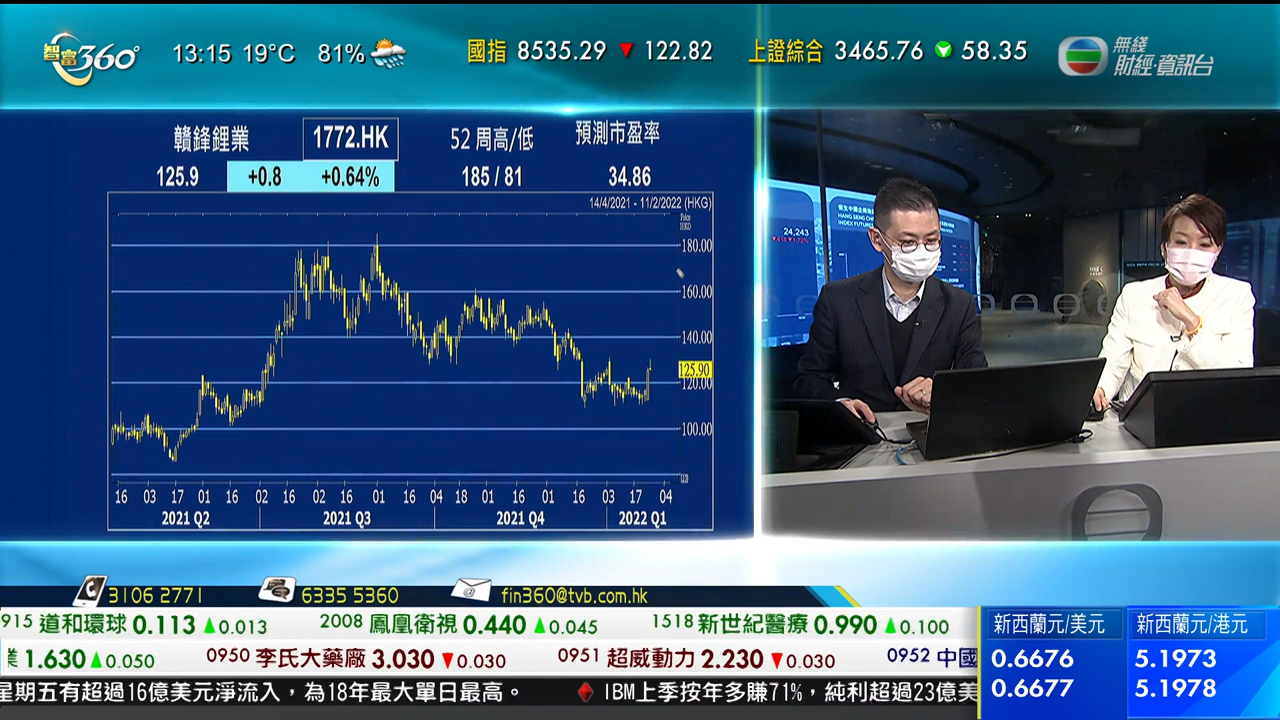 智富360°
13:15 19°C 81%
國指 8535.29 ▼ 122.82
上證綜合 3465.76 58.35
無綫
財經·資訊台
贛鋒鋰業 1772.HK 52 周高/低 預測市盈率
125.9 +0.8 +0.64% 185 / 81 34.86
14/4/2021 - 11/2/2022 (HKG)
Price
HKD
180.00
160.00
140.00
125.90
120.00
100.00
16 03 17 01 16 02 16 02 16 01 16 04 18 01 16 01 16 03 17 04
2021 Q2 2021 Q3 2021 Q4 2022 Q1
HANG SENG CH
INDEX FUTURES
24,243
3106 2771 6335 5360 fin360@tvb.com.hk
915 道和環球 0.113 ▲0.013 2008 鳳凰衛視 0.440 ▲0.045 1518 新世紀醫療 0.990 ▲0.100
業 1.630 ▲0.050 0950 李氏大藥廠 3.030 ▼0.030 0951 超威動力 2.230 ▼0.030 0952 中國
星期五有超過16億美元淨流入，為18年最大單日最高。 ♦ IBM上季按年多賺71%，純利超過23億美
新西蘭元/美元 新西蘭元/港元
0.6676 5.1973
0.6677 5.1978